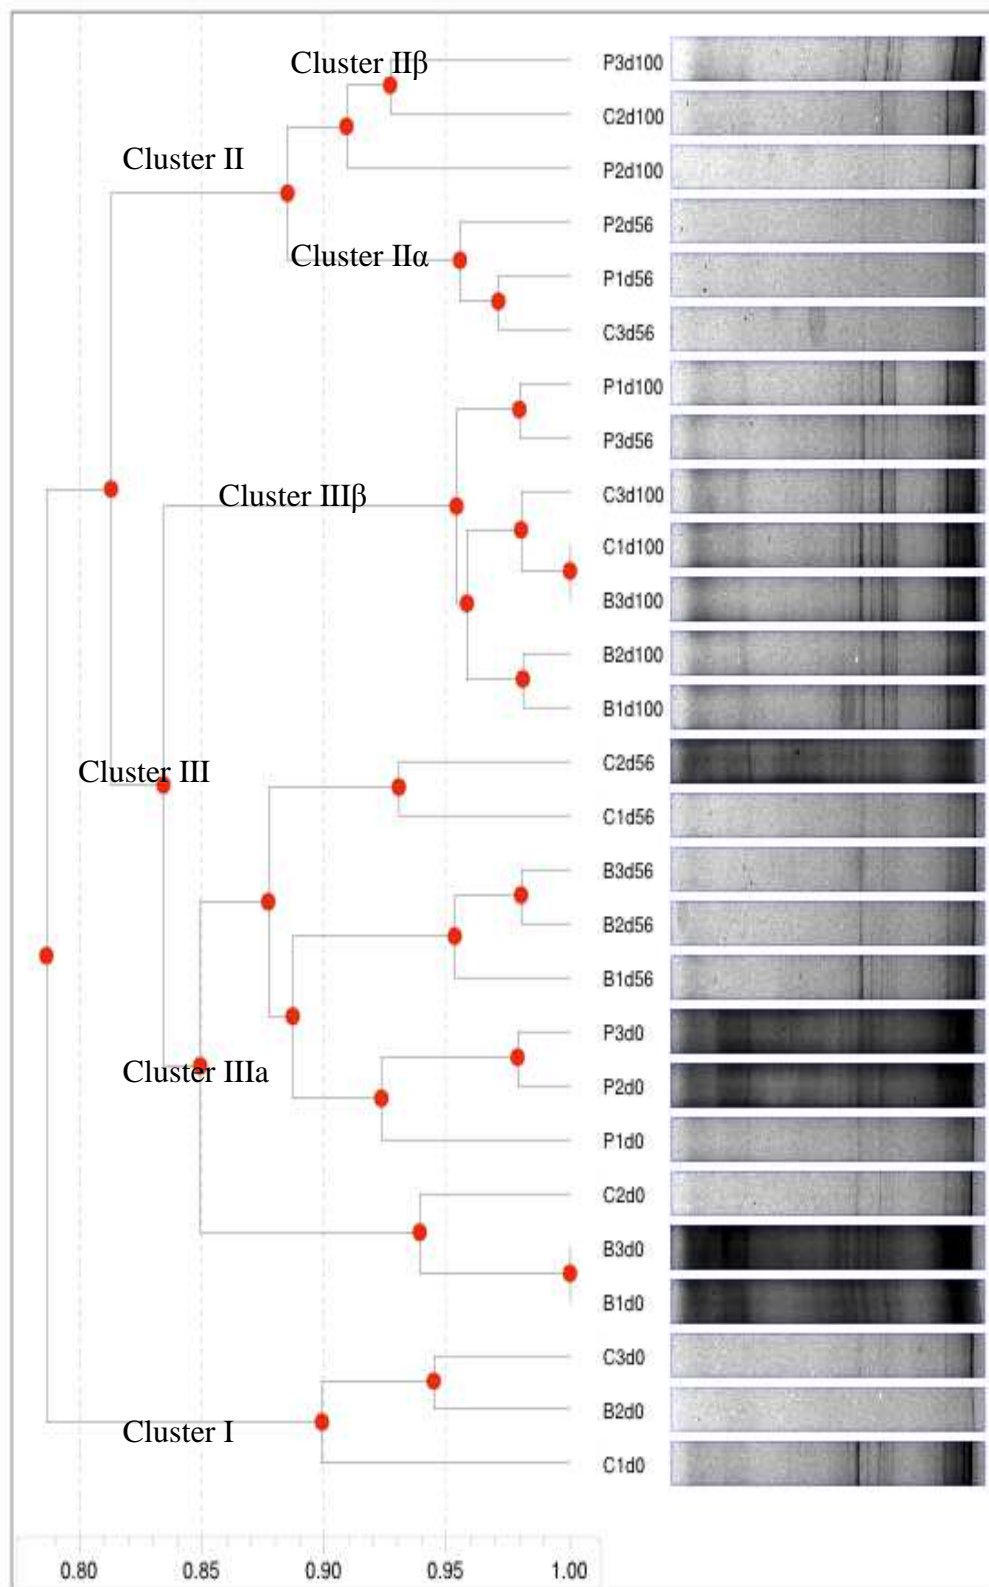 Cluster IIβ
P3d100
C2d100
Cluster II
P2d100
P2d56
Cluster IIα
P1d56
C3d56
P1d100
P3d56
Cluster IIIβ
C3d100
C1d100
B3d100
B2d100
B1d100
Cluster III
C2d56
C1d56
B3d56
B2d56
B1d56
P3d0
Cluster IIIa
P2d0
P1d0
C2d0
B3d0
B1d0
C3d0
B2d0
Cluster I
C1d0
0.80 0.85 0.90 0.95 1.00